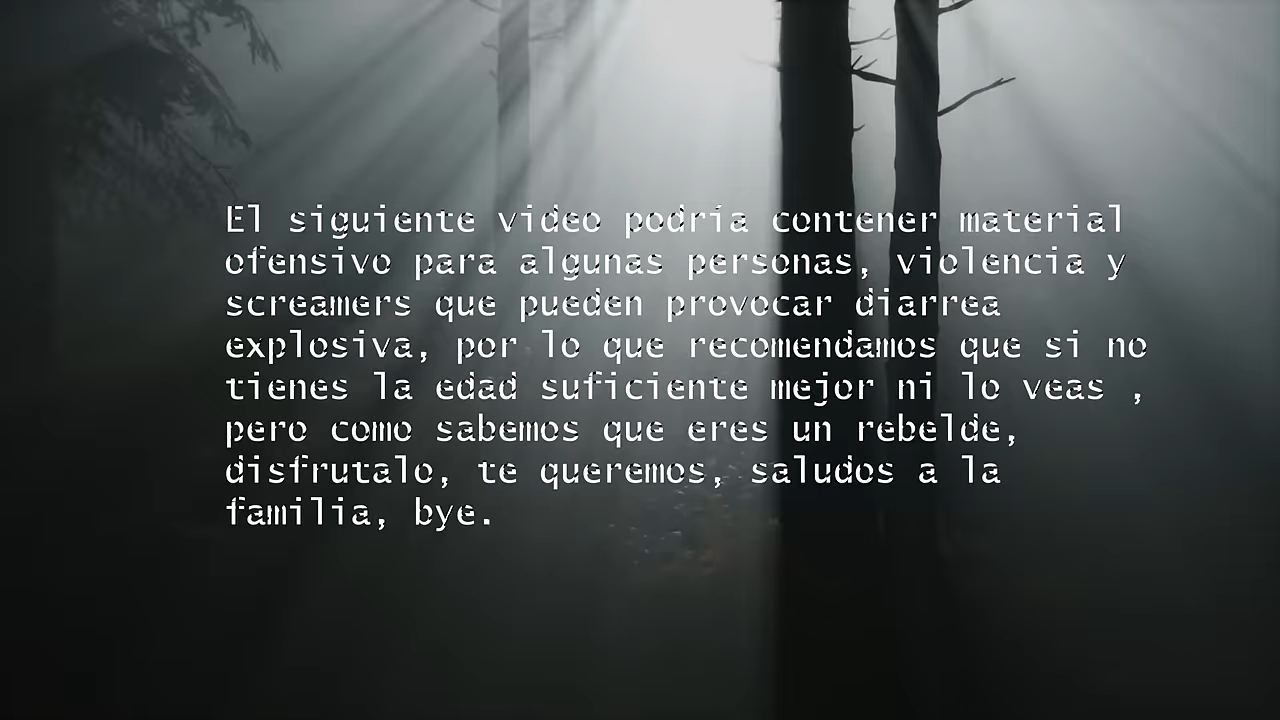 El siguiente video podría contener material
ofensivo para algunas personas, violencia y
screamers que pueden provocar diarrea
explosiva, por lo que recomendamos que si no
tienes la edad suficiente mejor ni lo veas ,
pero como sabemos que eres un rebelde,
disfrutalo, te queremos, saludos a la
familia, bye.